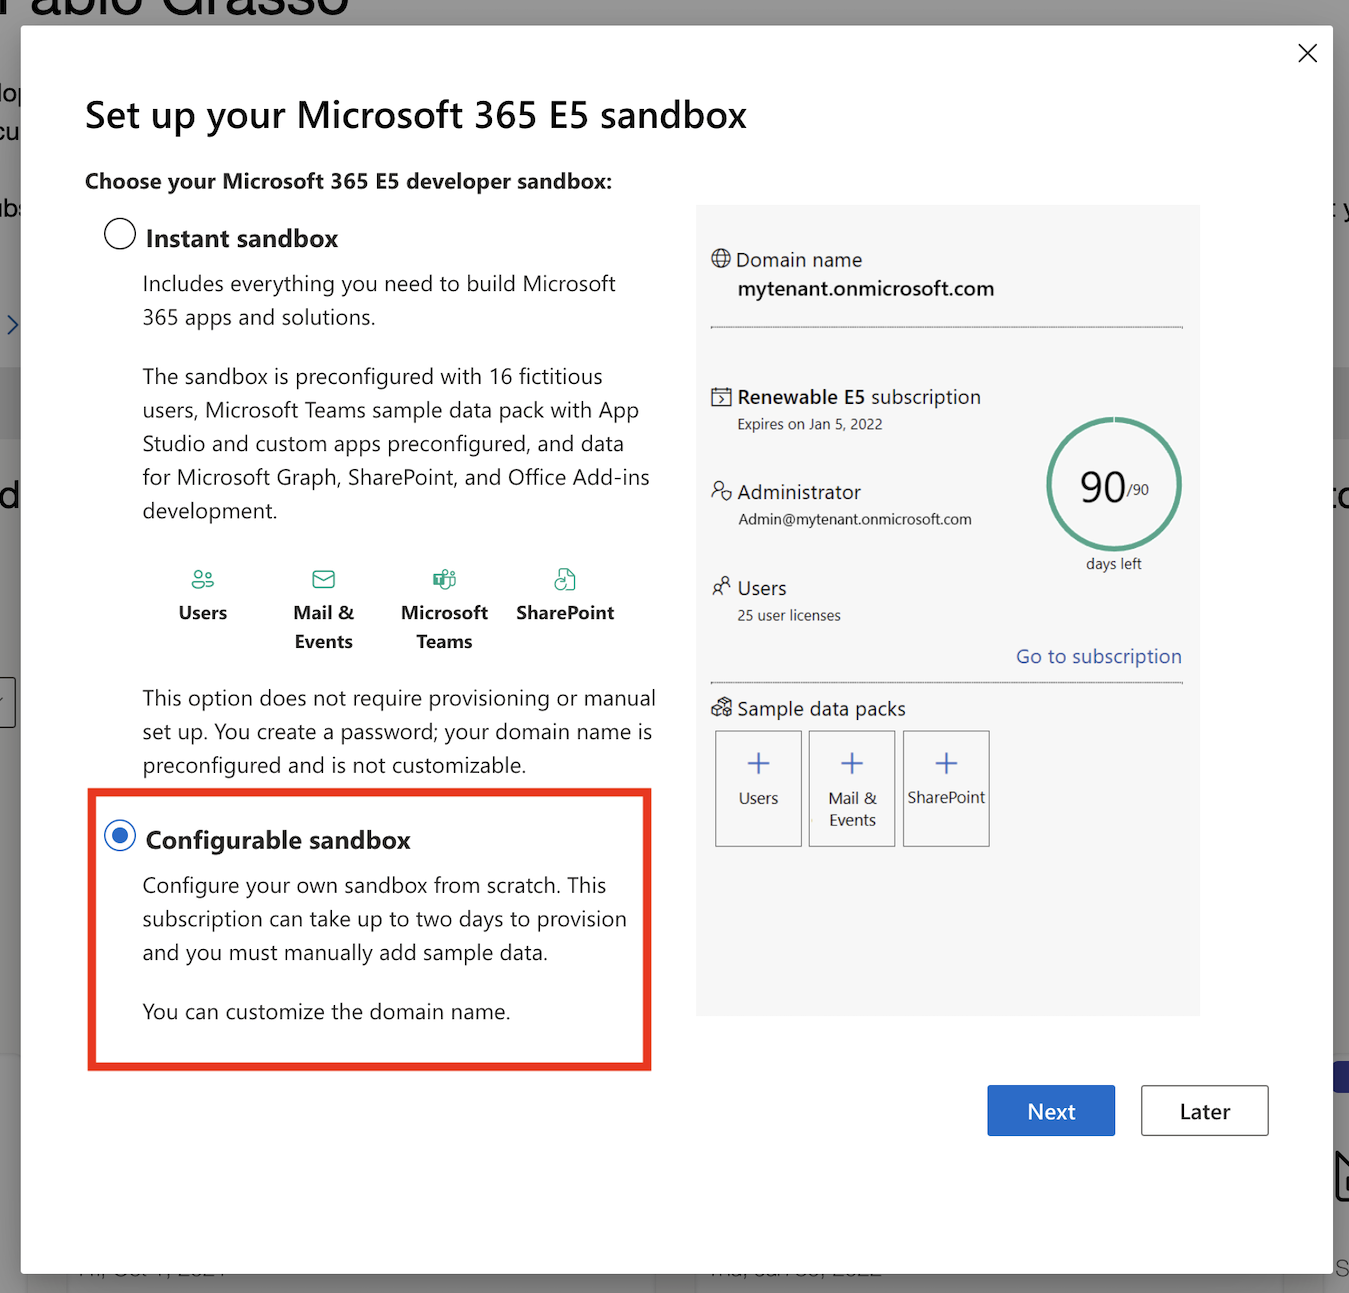 Fabio Grasso
Set up your Microsoft 365 E5 sandbox
Choose your Microsoft 365 E5 developer sandbox:
Instant sandbox
Includes everything you need to build Microsoft
365 apps and solutions.
The sandbox is preconfigured with 16 fictitious
users, Microsoft Teams sample data pack with App
Studio and custom apps preconfigured, and data
for Microsoft Graph, SharePoint, and Office Add-ins
development.
Users
Mail &
Events
Microsoft
Teams
SharePoint
This option does not require provisioning or manual
set up. You create a password; your domain name is
preconfigured and is not customizable.
Configurable sandbox
Configure your own sandbox from scratch. This
subscription can take up to two days to provision
and you must manually add sample data.
You can customize the domain name.
Domain name
mytenant.onmicrosoft.com
Renewable E5 subscription
Expires on Jan 5, 2022
90/90
days left
Administrator
Admin@mytenant.onmicrosoft.com
Users
25 user licenses
Go to subscription
Sample data packs
Users
Mail &
Events
SharePoint
Next
Later